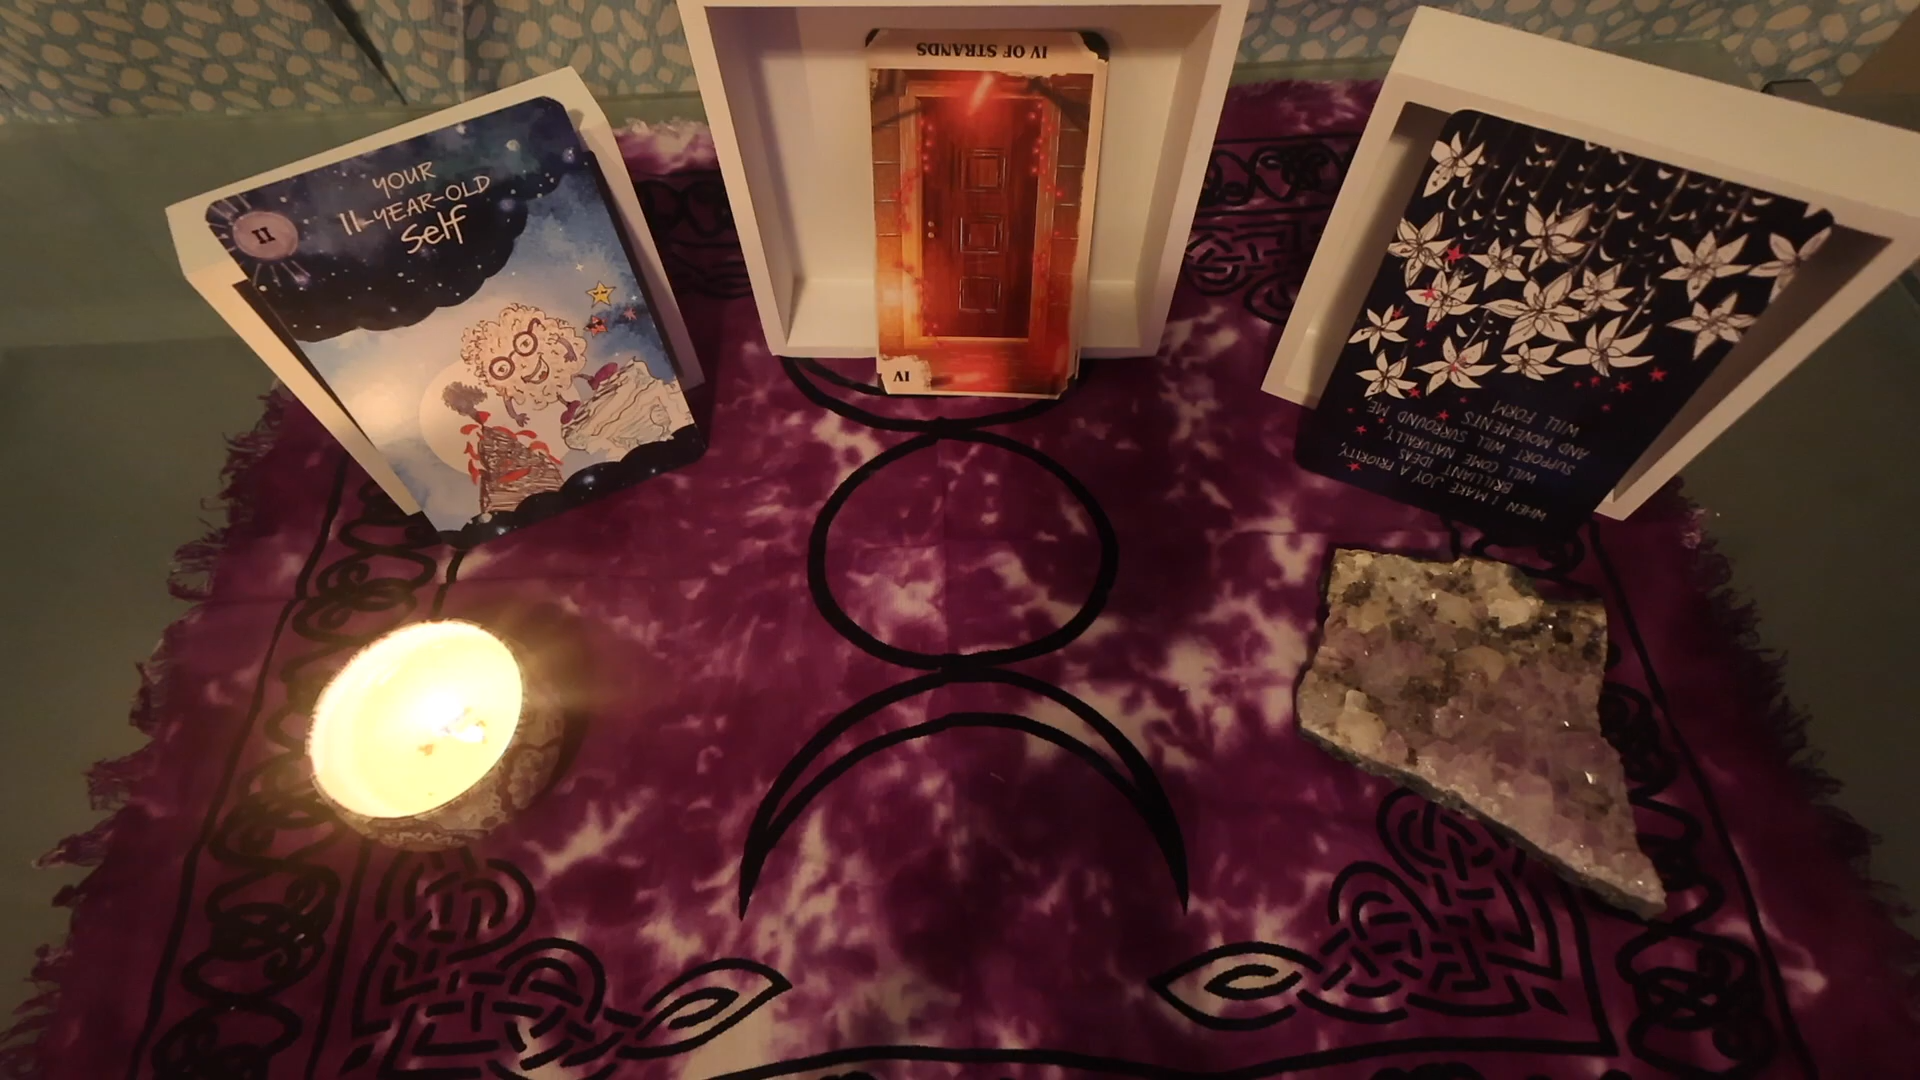 II
YOUR
11-YEAR-OLD
self
IV OF STRANDS
IV
WHEN I MAKE JOY A PRIORITY,
BRILLIANT IDEAS
WILL COME NATURALLY,
SUPPORT WILL SURROUND ME
AND MOVEMENTS
WILL FORM